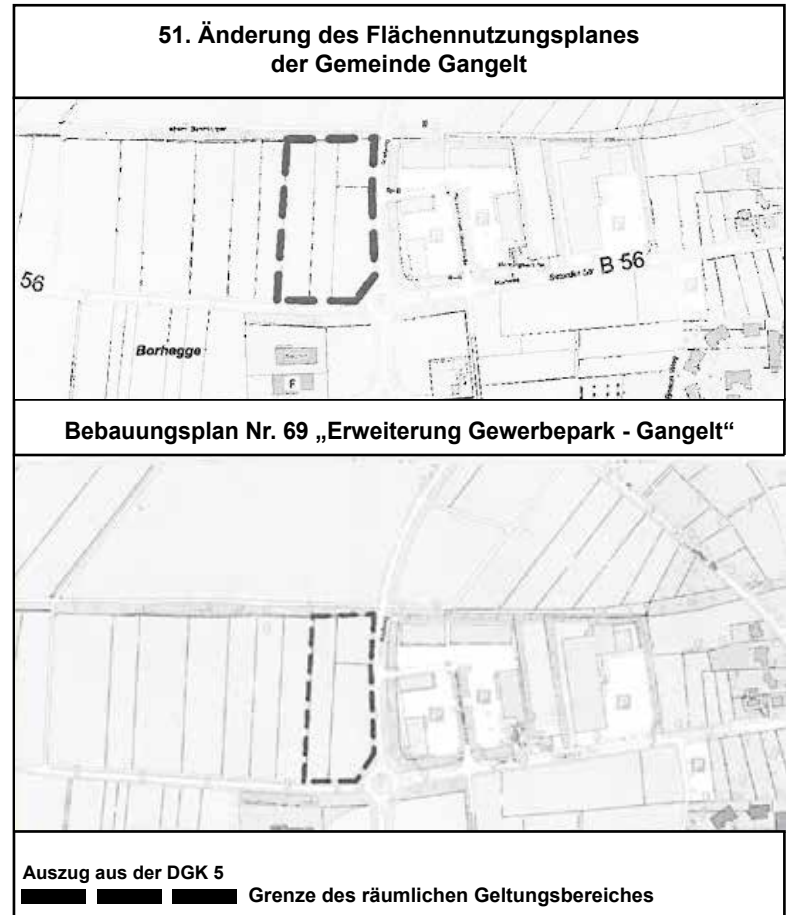 51. Änderung des Flächennutzungsplanes
der Gemeinde Gangelt
B 56
56
Borhegge
F
Bebauungsplan Nr. 69 „Erweiterung Gewerbepark - Gangelt“
Auszug aus der DGK 5
Grenze des räumlichen Geltungsbereiches